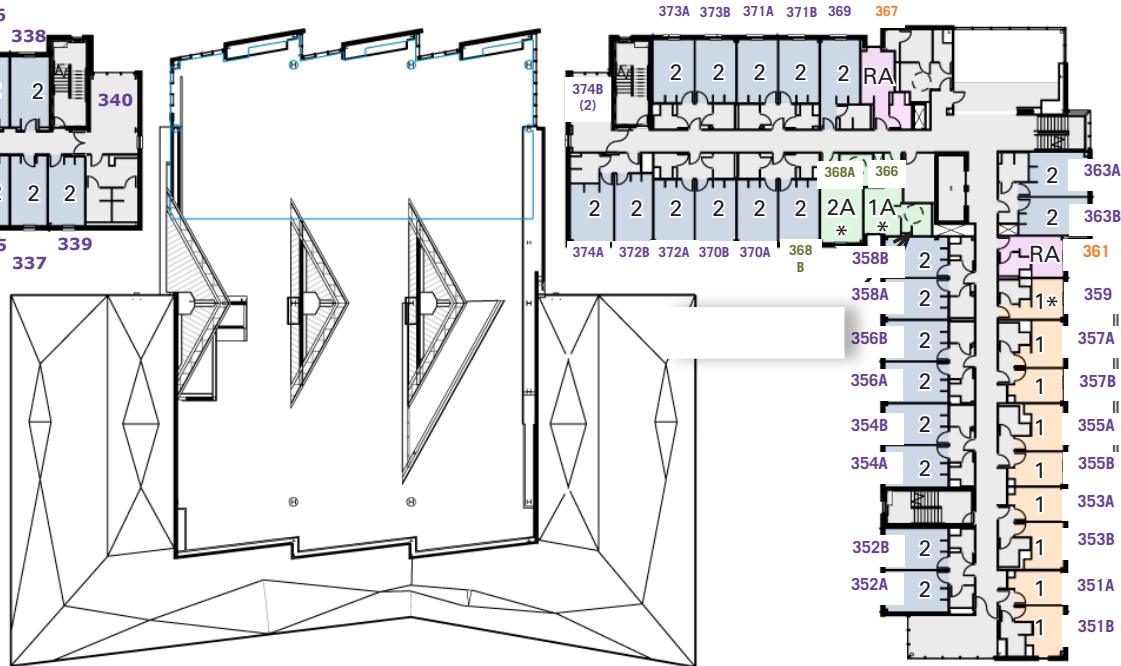 373A 373B 371A 371B 369 367
338
2
340
374B
(2)
2 2 2 2 2 RA
2 2
339
337
368A 366
2 2 2 2 2 2A 1A
* *
374A 372B 372A 370B 370A 368
B
2 363A
2 363B
RA 361
358B 2
358A 2
1* 359
356B 2
1 357A
356A 2
1 357B
354B 2
1 355A
354A 2
1 355B
1 353A
352B 2
1 353B
352A 2
1 351A
1 351B
H H
H H